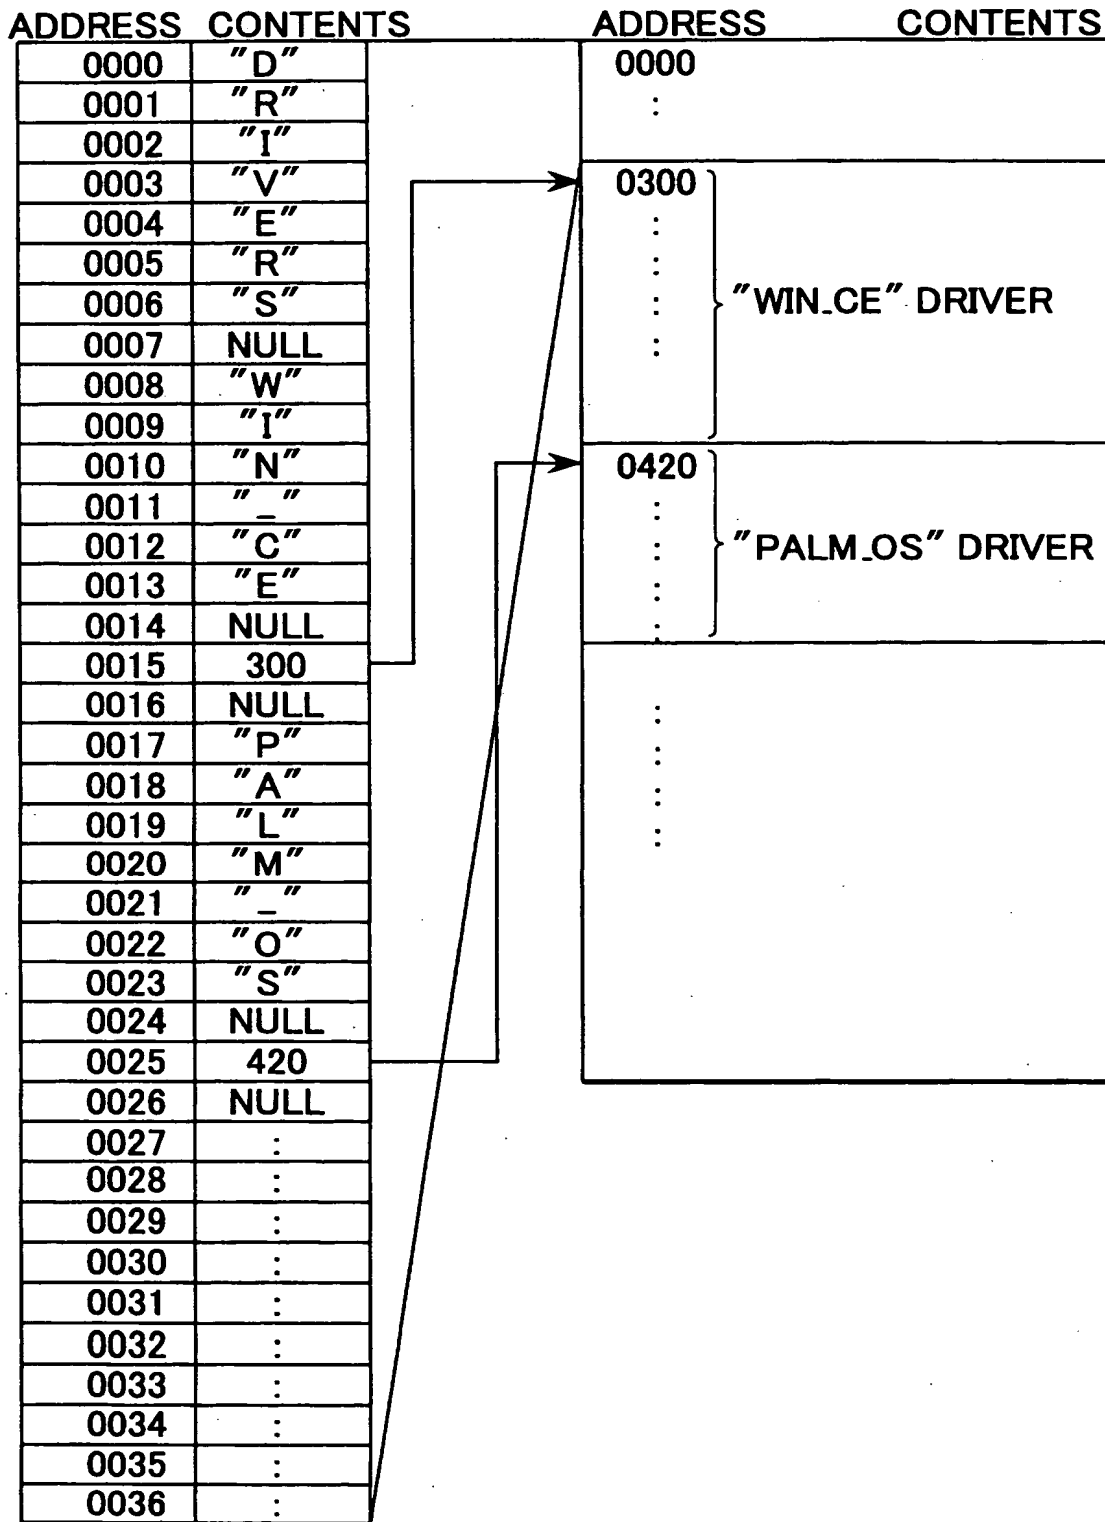 ADDRESS CONTENTS
0000 "D"
0001 "R"
0002 "I"
0003 "V"
0004 "E"
0005 "R"
0006 "S"
0007 NULL
0008 "W"
0009 "I"
0010 "N"
0011 "_"
0012 "C"
0013 "E"
0014 NULL
0015 300
0016 NULL
0017 "P"
0018 "A"
0019 "L"
0020 "M"
0021 "_"
0022 "O"
0023 "S"
0024 NULL
0025 420
0026 NULL
0027 :
0028 :
0029 :
0030 :
0031 :
0032 :
0033 :
0034 :
0035 :
0036 :
ADDRESS CONTENTS
0000
:
0300
:
:
:
:
"WIN_CE" DRIVER
0420
:
:
:
:
"PALM_OS" DRIVER
:
:
:
: